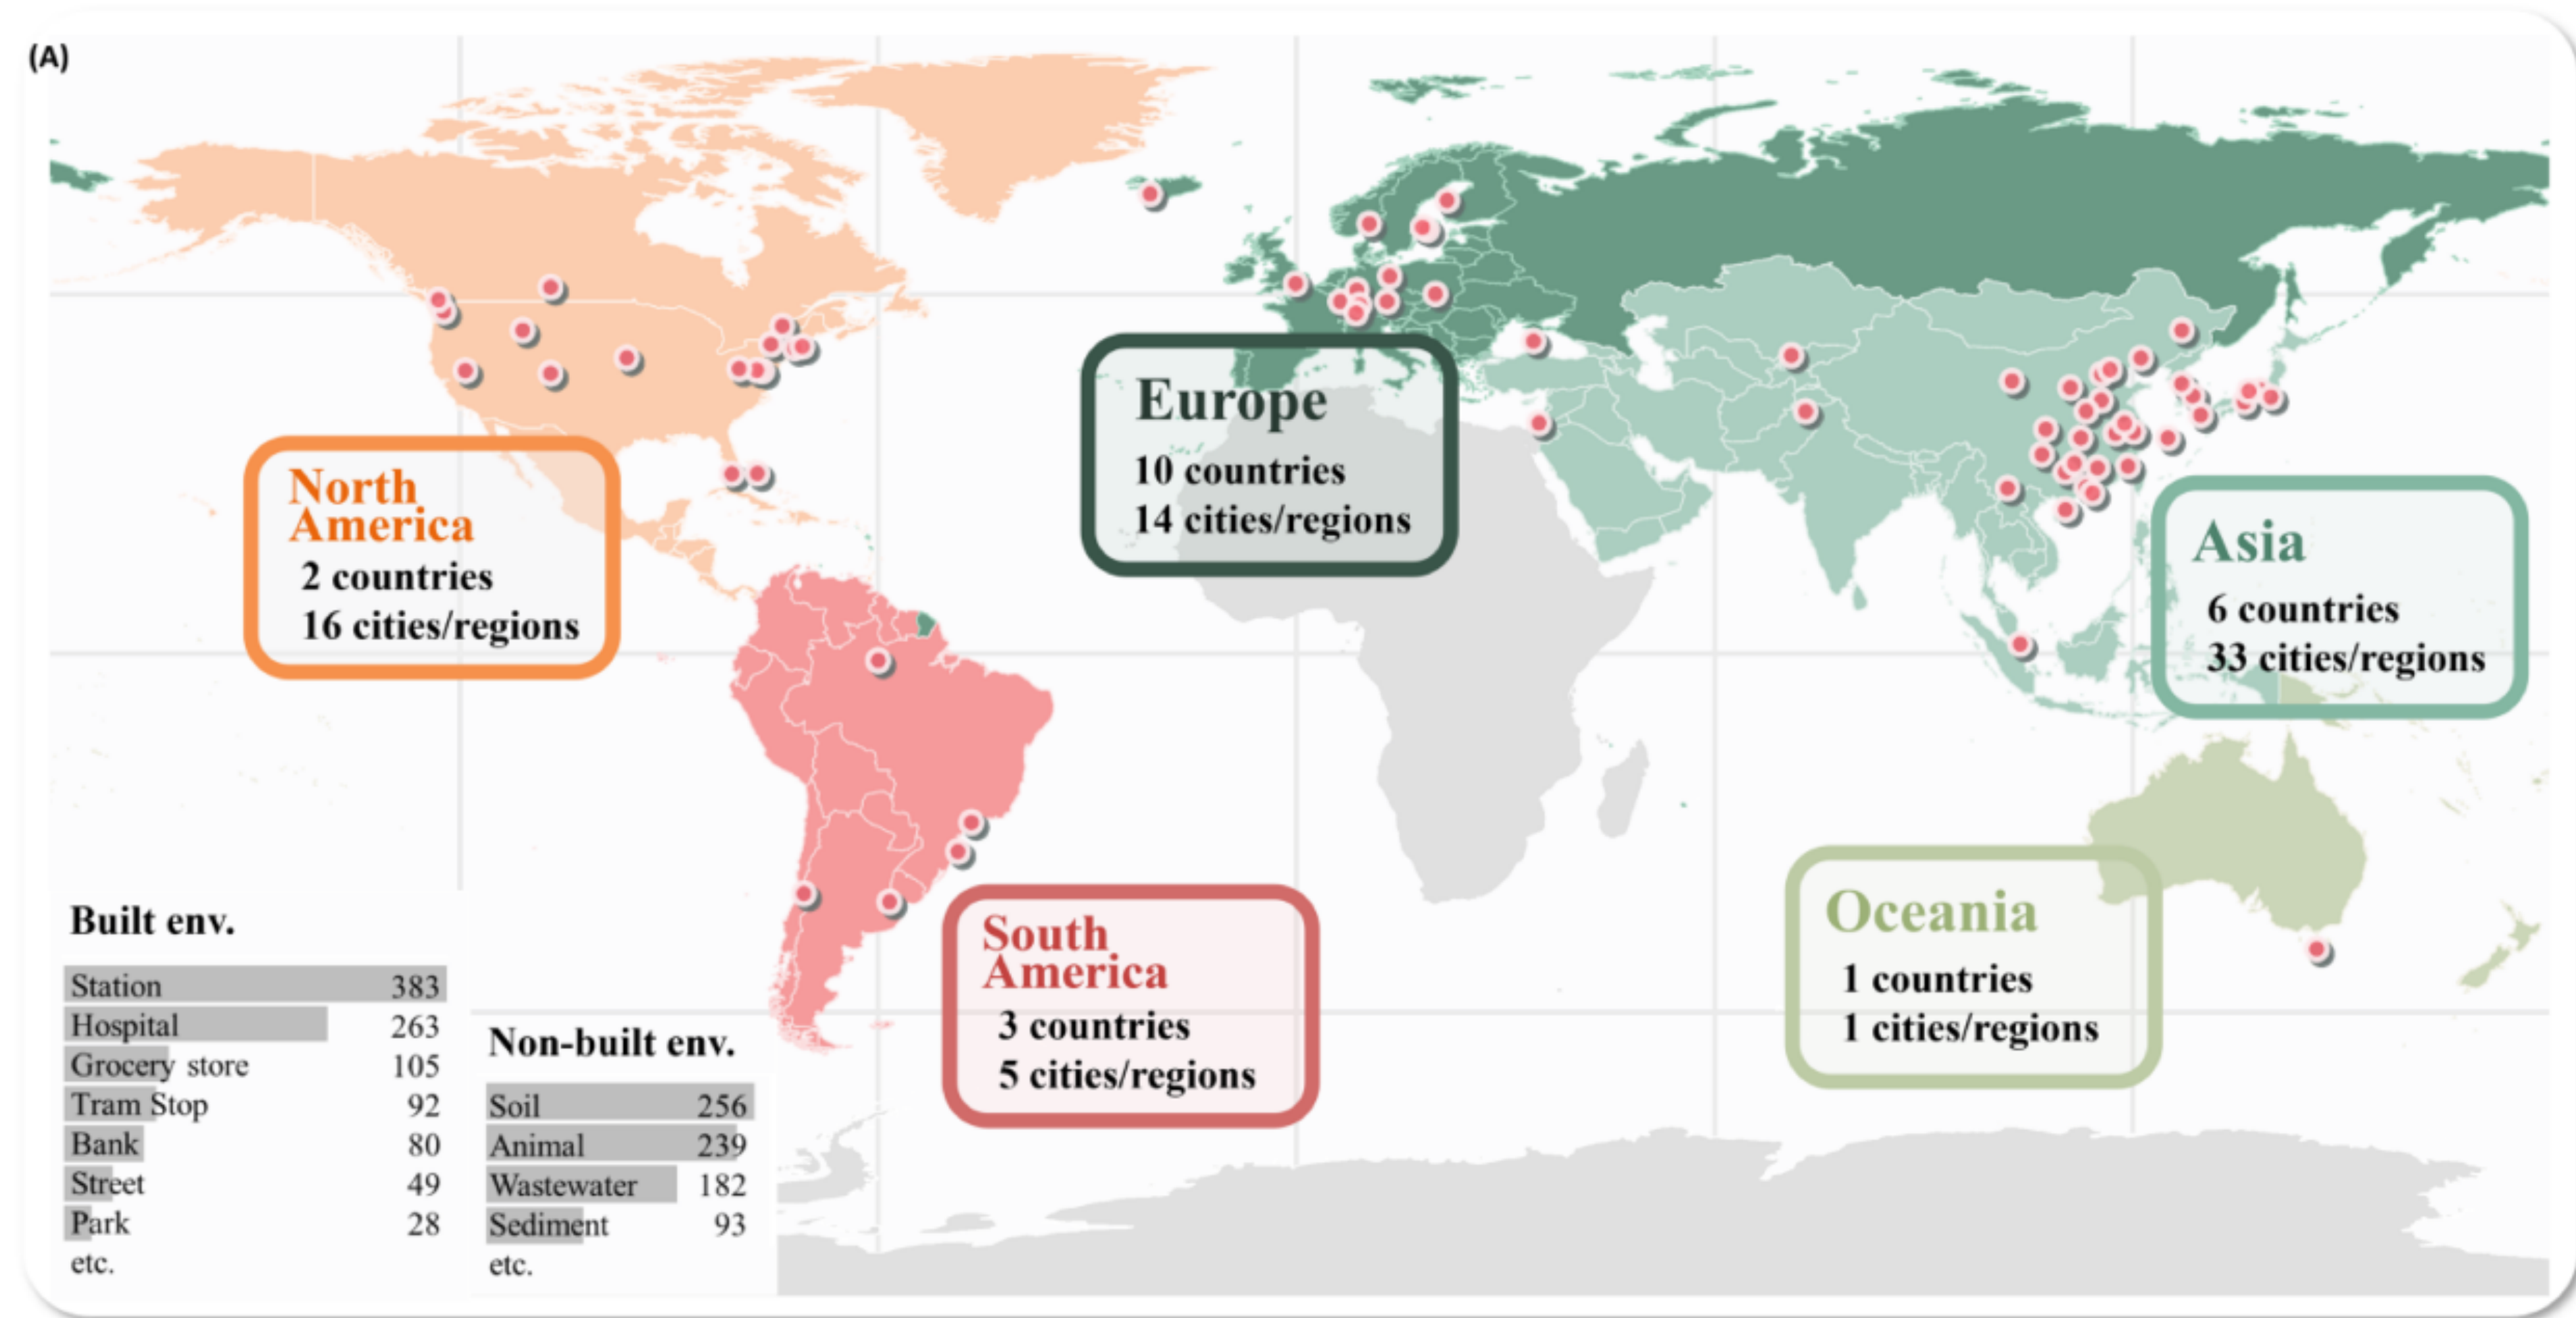 (A)
North
America
2 countries
16 cities/regions
Europe
10 countries
14 cities/regions
Asia
6 countries
33 cities/regions
South
America
3 countries
5 cities/regions
Oceania
1 countries
1 cities/regions
Built env.
Station 383
Hospital 263
Grocery store 105
Tram Stop 92
Bank 80
Street 49
Park 28
etc.
Non-built env.
Soil 256
Animal 239
Wastewater 182
Sediment 93
etc.